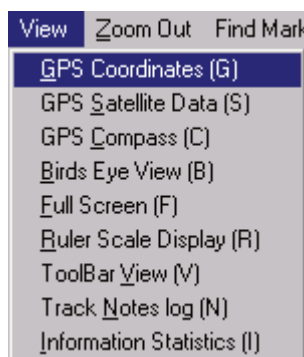 View Zoom Out Find Mark
GPS Coordinates (G)
GPS Satellite Data (S)
GPS Compass (C)
Birds Eye View (B)
Full Screen (F)
Ruler Scale Display (R)
ToolBar View (V)
Track Notes log (N)
Information Statistics (I)